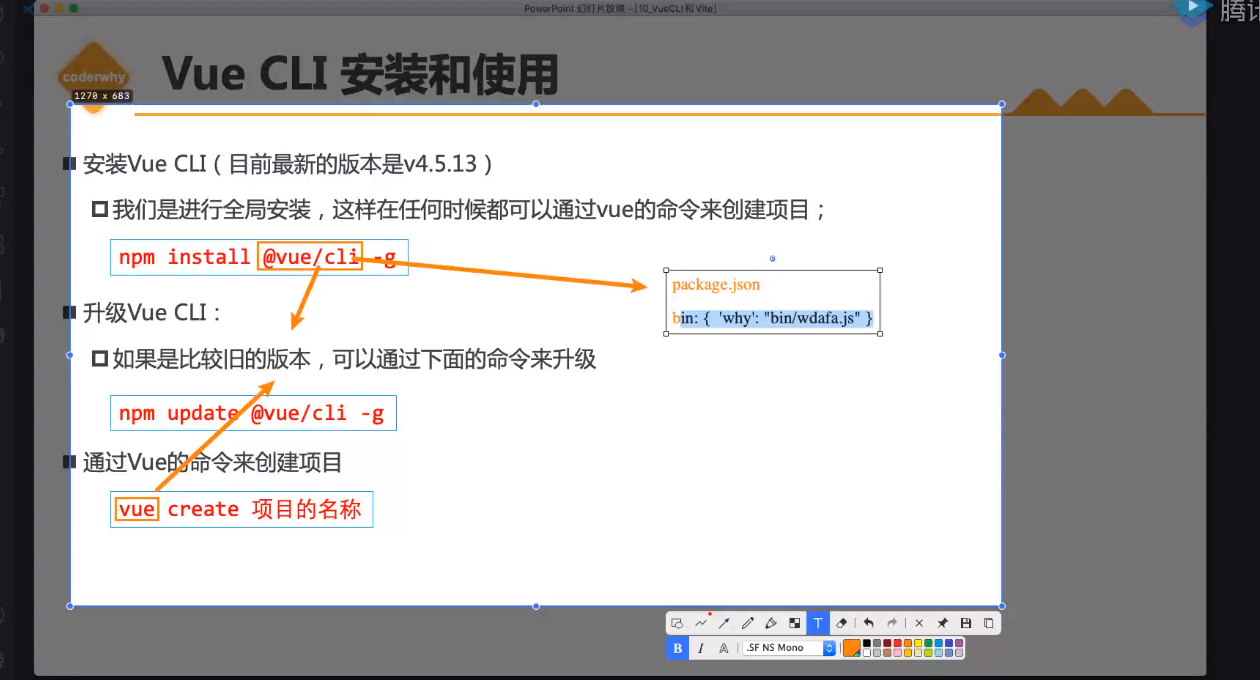 PowerPoint 幻灯片放映 - [10_VueCLI和Vite]
腾讯
coderwhy
Vue CLI 安装和使用
1270 x 683
安装Vue CLI（目前最新的版本是v4.5.13）
我们是进行全局安装，这样在任何时候都可以通过vue的命令来创建项目；
npm install @vue/cli -g
package.json
bin: { 'why': "bin/wdafa.js" }
升级Vue CLI：
如果是比较旧的版本，可以通过下面的命令来升级
npm update @vue/cli -g
通过Vue的命令来创建项目
vue create 项目的名称
T
B I A .SF NS Mono